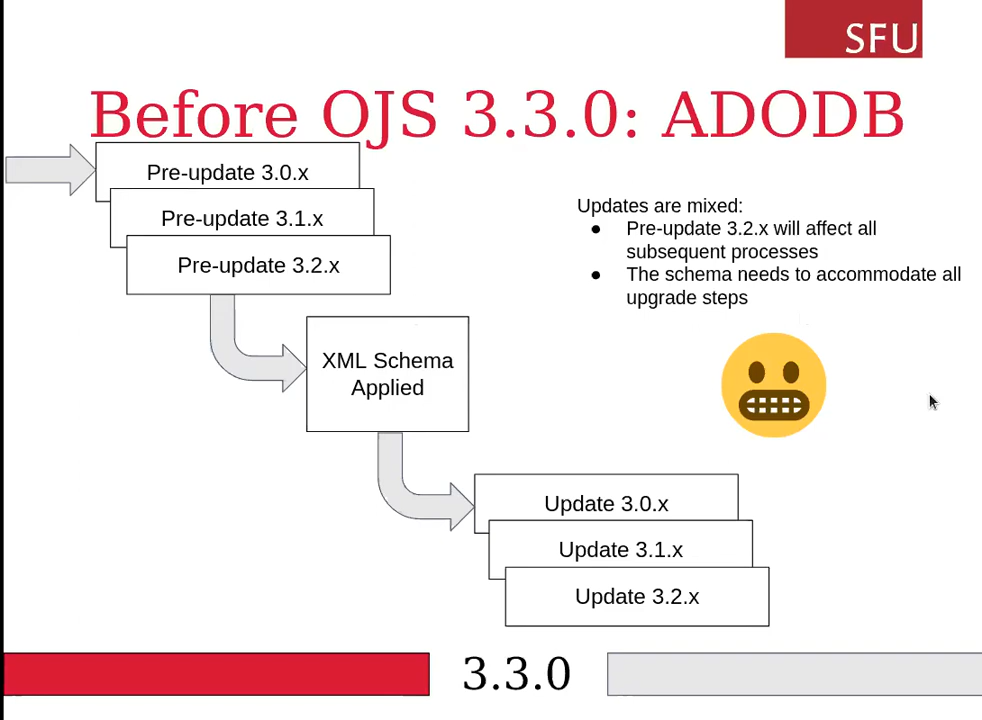 SFU
Before OJS 3.3.0: ADODB
Pre-update 3.0.x
Pre-update 3.1.x
Pre-update 3.2.x
Updates are mixed:
● Pre-update 3.2.x will affect all
subsequent processes
● The schema needs to accommodate all
upgrade steps
XML Schema
Applied
Update 3.0.x
Update 3.1.x
Update 3.2.x
3.3.0